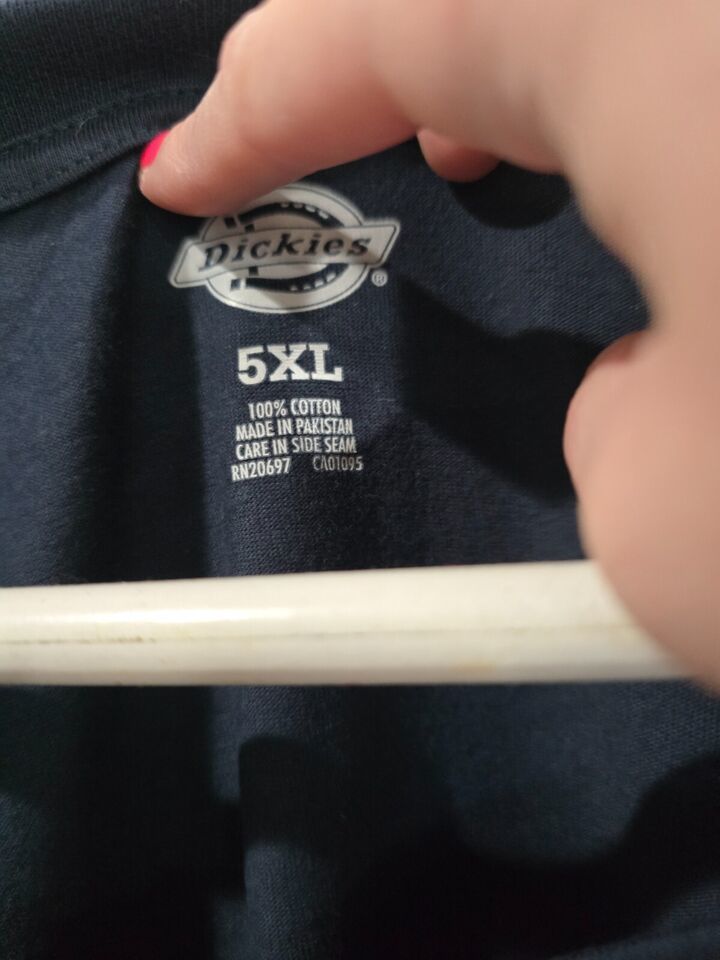 Dickies
®
5XL
100% COTTON
MADE IN PAKISTAN
CARE IN SIDE SEAM
RN20697 CA01095